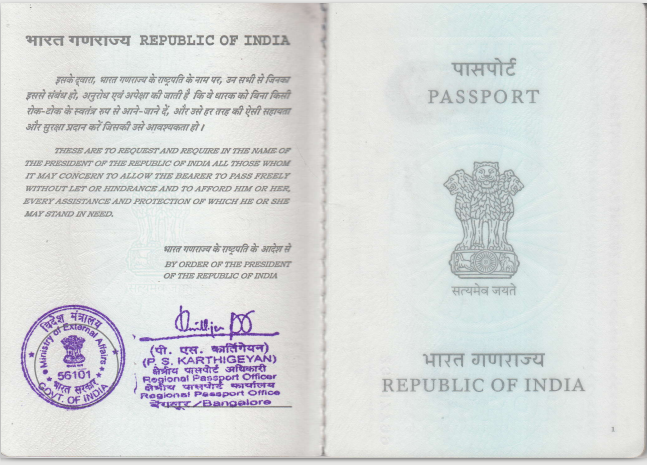 भारत गणराज्य REPUBLIC OF INDIA
इसके द्वारा, भारत गणराज्य के राष्ट्रपति के नाम पर, उन सभी से जिनका
इससे संबंध हो, अनुरोध एवं अपेक्षा की जाती है कि वे धारक को बिना किसी
रोक-टोक के स्वतंत्र रुप से आने-जाने दें, और उसे हर तरह की ऐसी सहायता
और सुरक्षा प्रदान करें जिसकी उसे आवश्यकता हो।
THESE ARE TO REQUEST AND REQUIRE IN THE NAME OF
THE PRESIDENT OF THE REPUBLIC OF INDIA ALL THOSE WHOM
IT MAY CONCERN TO ALLOW THE BEARER TO PASS FREELY
WITHOUT LET OR HINDRANCE AND TO AFFORD HIM OR HER,
EVERY ASSISTANCE AND PROTECTION OF WHICH HE OR SHE
MAY STAND IN NEED.
भारत गणराज्य के राष्ट्रपति के आदेश से
BY ORDER OF THE PRESIDENT
OF THE REPUBLIC OF INDIA
विदेश मंत्रालय
Ministry of External Affairs
56101
भारत सरकार
GOVT. OF INDIA
(पी. एस. कार्तिगेयन)
(P. S. KARTHIGEYAN)
क्षेत्रीय पासपोर्ट अधिकारी
Regional Passport Officer
क्षेत्रीय पासपोर्ट कार्यालय
Regional Passport Office
बेंगलूर / Bangalore
पासपोर्ट
PASSPORT
सत्यमेव जयते
भारत गणराज्य
REPUBLIC OF INDIA
1